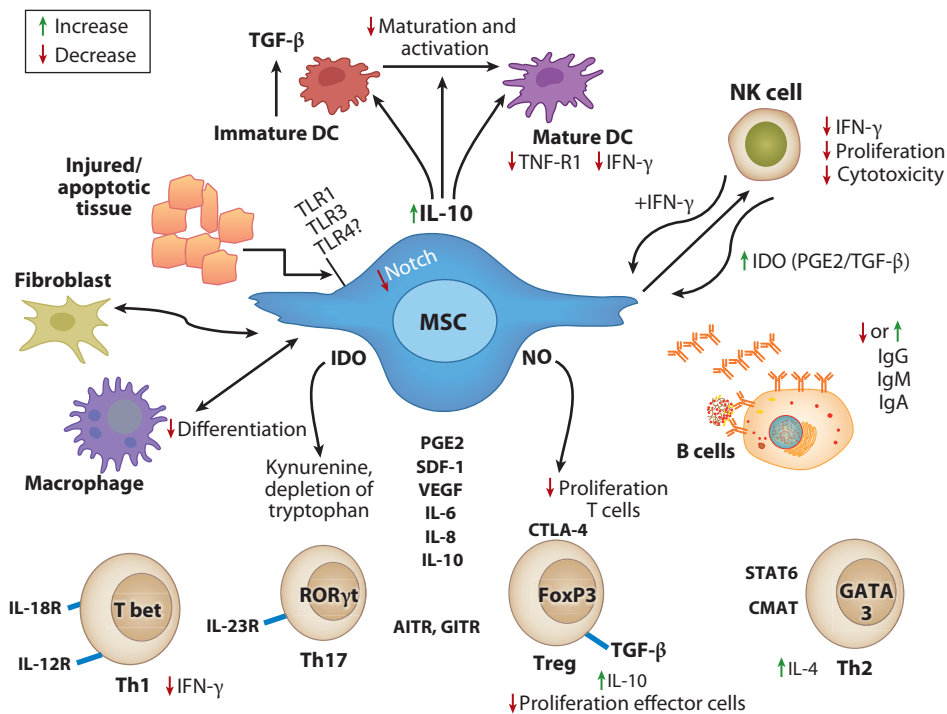 ↑ Increase
↓ Decrease
TGF-β
↓ Maturation and
activation
Immature DC
Mature DC
↓TNF-R1 ↓IFN-γ
NK cell
↓ IFN-γ
↓ Proliferation
↓ Cytotoxicity
Injured/
apoptotic
tissue
TLR1
TLR3
TLR4?
↑IL-10
+IFN-γ
↑ IDO (PGE2/TGF-β)
↓Notch
MSC
Fibroblast
IDO
NO
↓ or ↑
IgG
IgM
IgA
B cells
Macrophage
↓ Differentiation
Kynurenine,
depletion of
tryptophan
PGE2
SDF-1
VEGF
IL-6
IL-8
IL-10
↓ Proliferation
T cells
CTLA-4
IL-18R
T bet
IL-12R
Th1 ↓ IFN-γ
RORγt
IL-23R
Th17
AITR, GITR
FoxP3
TGF-β
Treg
↑IL-10
↓Proliferation effector cells
STAT6
CMAT
GATA
3
↑ IL-4
Th2